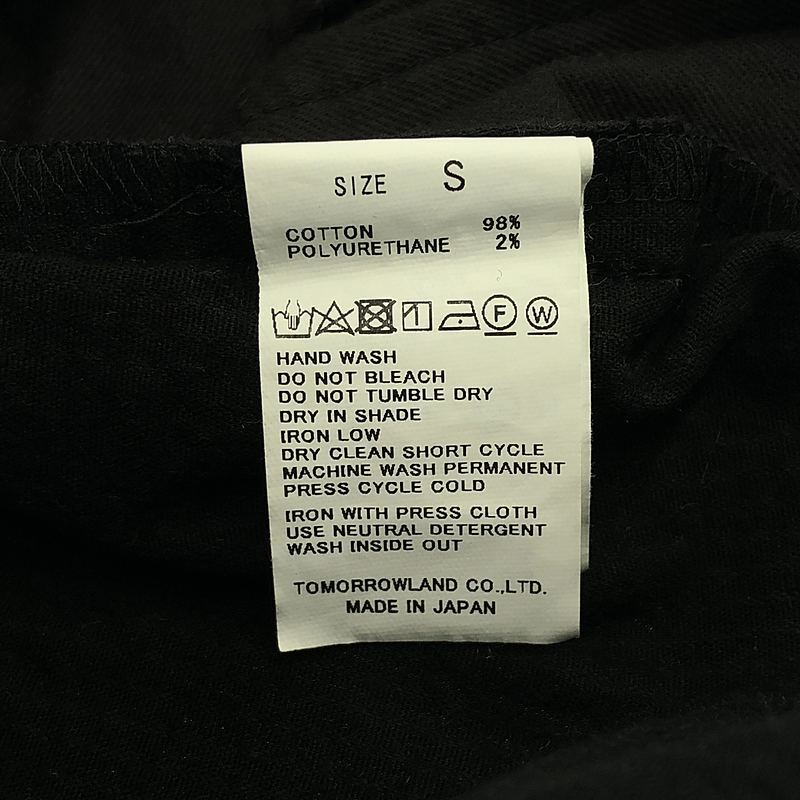 SIZE S
COTTON 98%
POLYURETHANE 2%
F W
HAND WASH
DO NOT BLEACH
DO NOT TUMBLE DRY
DRY IN SHADE
IRON LOW
DRY CLEAN SHORT CYCLE
MACHINE WASH PERMANENT
PRESS CYCLE COLD
IRON WITH PRESS CLOTH
USE NEUTRAL DETERGENT
WASH INSIDE OUT
TOMORROWLAND CO.,LTD.
MADE IN JAPAN